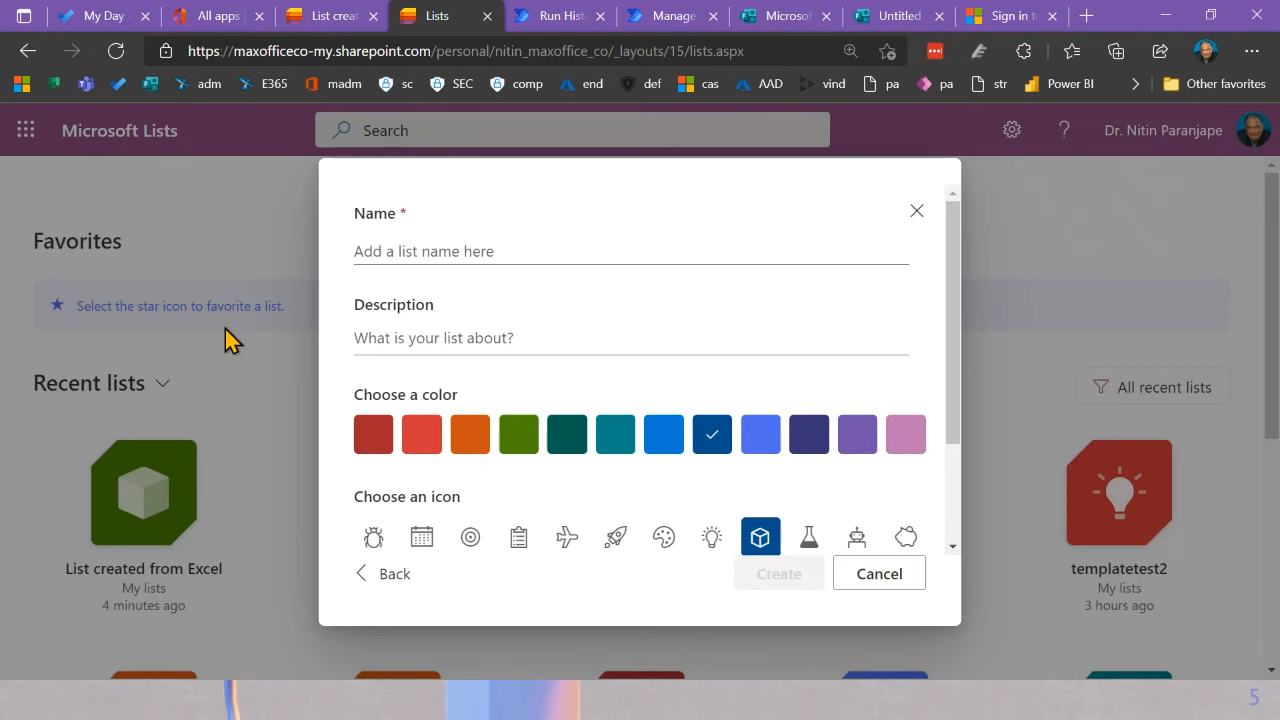 My Day
All apps
List creat
Lists
Run Histo
Manage
Microsof
Untitled
Sign in to
https://maxofficeco-my.sharepoint.com/personal/nitin_maxoffice_co/_layouts/15/lists.aspx
adm
E365
madm
sc
SEC
comp
end
def
cas
AAD
vind
pa
pa
str
Power BI
Other favorites
Microsoft Lists
Search
?
Dr. Nitin Paranjape
Name *
Add a list name here
Favorites
Select the star icon to favorite a list.
Description
What is your list about?
Recent lists
All recent lists
Choose a color
Choose an icon
Back
Create
Cancel
List created from Excel
My lists
4 minutes ago
templatetest2
My lists
3 hours ago
5